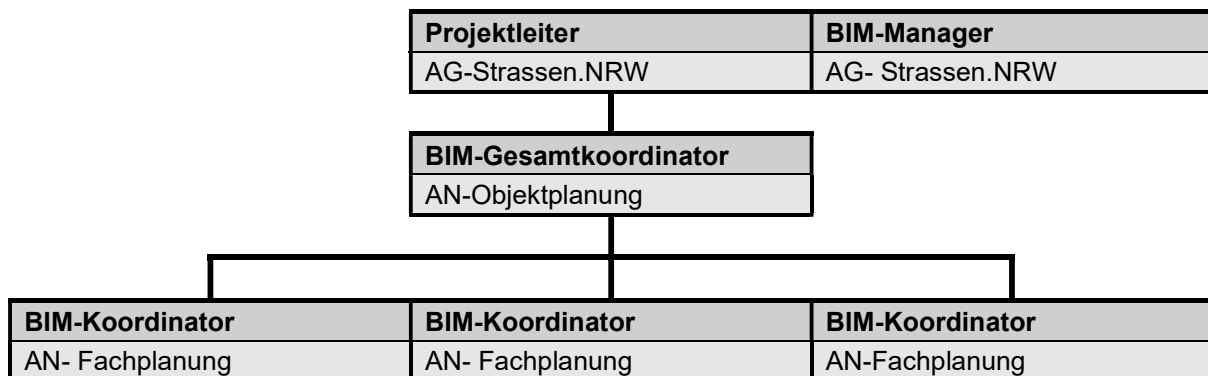 Projektleiter
BIM-Manager
AG-Strassen.NRW
AG- Strassen.NRW
BIM-Gesamtkoordinator
AN-Objektplanung
BIM-Koordinator
BIM-Koordinator
BIM-Koordinator
AN- Fachplanung
AN- Fachplanung
AN-Fachplanung